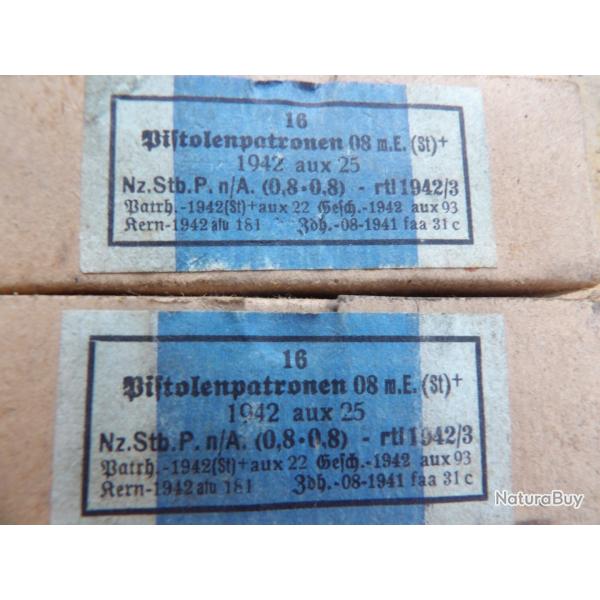 16
Pistolenpatronen 08 m.E. (St)+
1942 aux 25
Nz.Stb.P. n/A. (0,8•0,8) - rtl 1942/3
Patrh.-1942(St)+aux 22 Gesch.-1942 aux 93
Kern-1942 afu 181 Zdh.-08-1941 faa 31 c
16
Pistolenpatronen 08 m.E. (St)+
1942 aux 25
Nz.Stb.P. n/A. (0,8•0,8) - rtl 1942/3
Patrh.-1942(St)+aux 22 Gesch.-1942 aux 93
Kern-1942 afu 181 Zdh.-08-1941 faa 31 c
NaturaBuy